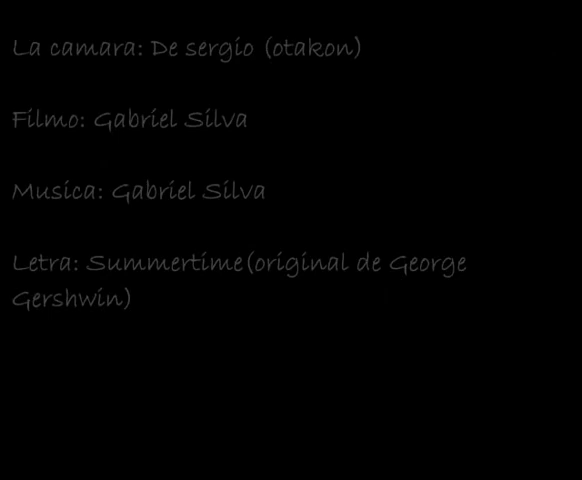 La camara: De sergio (otakon)
Filmo: Gabriel Silva
Musica: Gabriel Silva
Letra: Summertime(original de George
Gershwin)